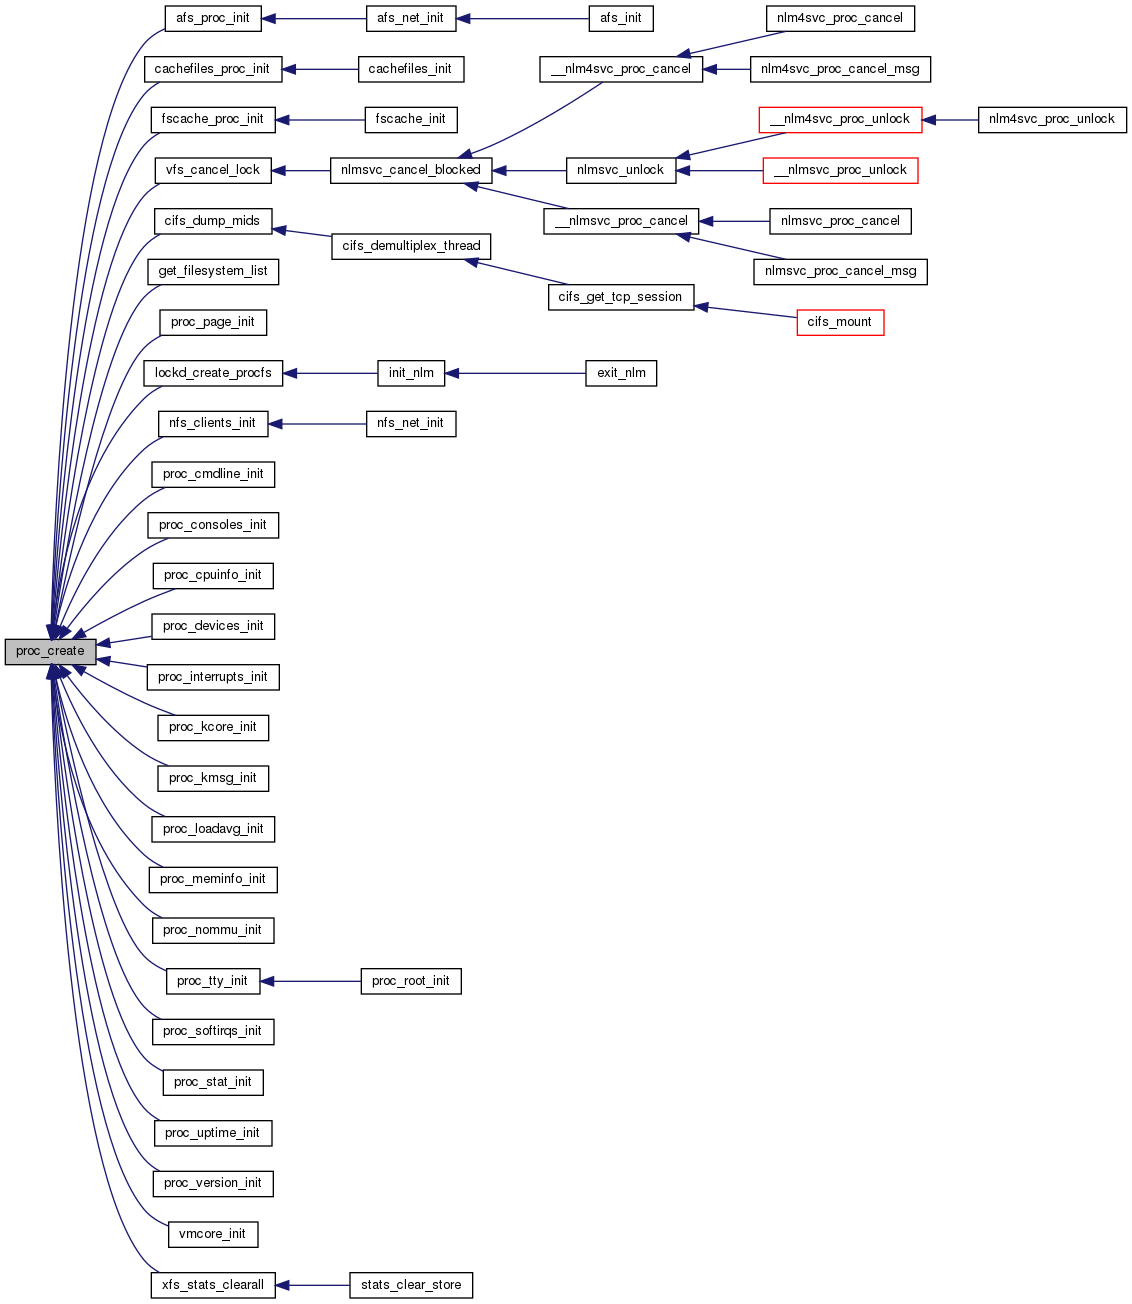 afs_proc_init
afs_net_init
afs_init
nlm4svc_proc_cancel
cachefiles_proc_init
cachefiles_init
__nlm4svc_proc_cancel
nlm4svc_proc_cancel_msg
fscache_proc_init
fscache_init
__nlm4svc_proc_unlock
nlm4svc_proc_unlock
vfs_cancel_lock
nlmsvc_cancel_blocked
nlmsvc_unlock
__nlmsvc_proc_unlock
cifs_dump_mids
cifs_demultiplex_thread
__nlmsvc_proc_cancel
nlmsvc_proc_cancel
get_filesystem_list
nlmsvc_proc_cancel_msg
cifs_get_tcp_session
proc_page_init
cifs_mount
lockd_create_procfs
init_nlm
exit_nlm
nfs_clients_init
nfs_net_init
proc_cmdline_init
proc_consoles_init
proc_cpuinfo_init
proc_devices_init
proc_create
proc_interrupts_init
proc_kcore_init
proc_kmsg_init
proc_loadavg_init
proc_meminfo_init
proc_nommu_init
proc_tty_init
proc_root_init
proc_softirqs_init
proc_stat_init
proc_uptime_init
proc_version_init
vmcore_init
xfs_stats_clearall
stats_clear_store